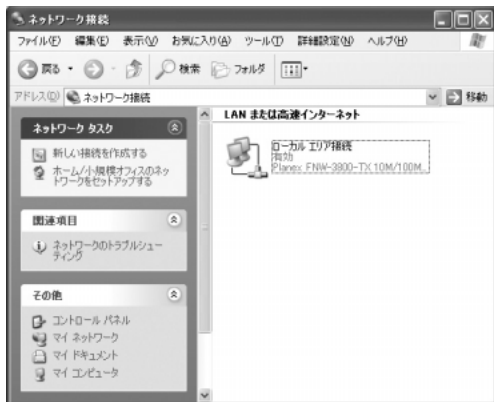 ネットワーク接続
ファイル(F) 編集(E) 表示(V) お気に入り(A) ツール(T) 詳細設定(N) ヘルプ(H)
戻る 検索 フォルダ
アドレス(D) ネットワーク接続 移動
ネットワーク タスク
新しい接続を作成する
ホーム/小規模オフィスのネッ
トワークをセットアップする
関連項目
ネットワークのトラブルシュー
ティング
その他
コントロール パネル
マイ ネットワーク
マイ ドキュメント
マイ コンピュータ
LAN または高速インターネット
ローカル エリア接続
有効
Planex FNW-3800-TX 10M/100M...